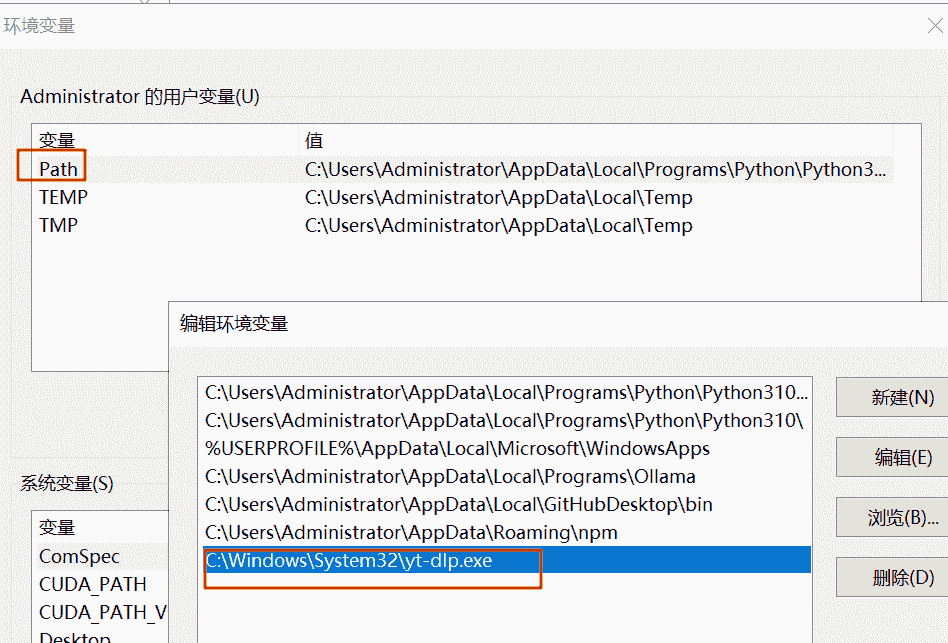 环境变量
Administrator 的用户变量(U)
变量 值
Path C:\Users\Administrator\AppData\Local\Programs\Python\Python3...
TEMP C:\Users\Administrator\AppData\Local\Temp
TMP C:\Users\Administrator\AppData\Local\Temp
编辑环境变量
C:\Users\Administrator\AppData\Local\Programs\Python\Python310...
C:\Users\Administrator\AppData\Local\Programs\Python\Python310\
%USERPROFILE%\AppData\Local\Microsoft\WindowsApps
C:\Users\Administrator\AppData\Local\Programs\Ollama
C:\Users\Administrator\AppData\Local\GitHubDesktop\bin
C:\Users\Administrator\AppData\Roaming\npm
C:\Windows\System32\yt-dlp.exe
新建(N)
编辑(E)
浏览(B)...
删除(D)
系统变量(S)
变量
ComSpec
CUDA_PATH
CUDA_PATH_V
Desktop